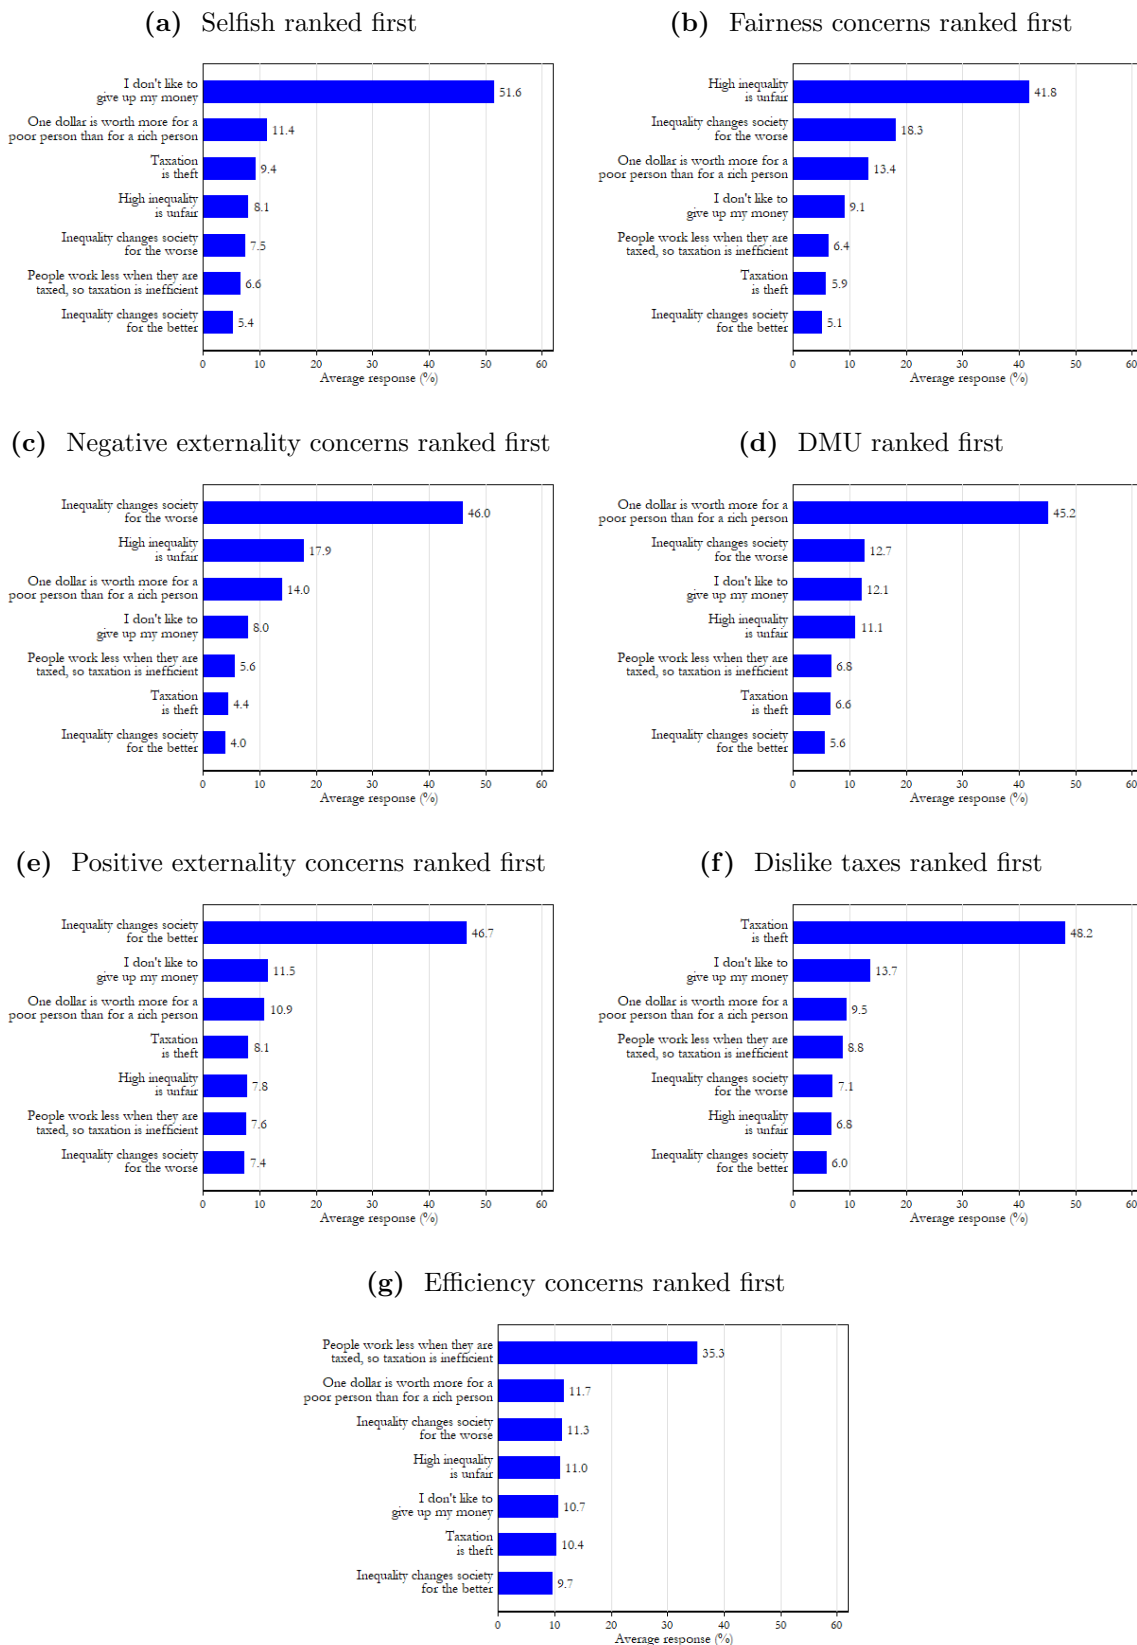 (a) Selfish ranked first
I don't like to
give up my money
51.6
One dollar is worth more for a
poor person than for a rich person
11.4
Taxation
is theft
9.4
High inequality
is unfair
8.1
Inequality changes society
for the worse
7.5
People work less when they are
taxed, so taxation is inefficient
6.6
Inequality changes society
for the better
5.4
0 10 20 30 40 50 60
Average response (%)
(b) Fairness concerns ranked first
High inequality
is unfair
41.8
Inequality changes society
for the worse
18.3
One dollar is worth more for a
poor person than for a rich person
13.4
I don't like to
give up my money
9.1
People work less when they are
taxed, so taxation is inefficient
6.4
Taxation
is theft
5.9
Inequality changes society
for the better
5.1
0 10 20 30 40 50 60
Average response (%)
(c) Negative externality concerns ranked first
Inequality changes society
for the worse
46.0
High inequality
is unfair
17.9
One dollar is worth more for a
poor person than for a rich person
14.0
I don't like to
give up my money
8.0
People work less when they are
taxed, so taxation is inefficient
5.6
Taxation
is theft
4.4
Inequality changes society
for the better
4.0
0 10 20 30 40 50 60
Average response (%)
(d) DMU ranked first
One dollar is worth more for a
poor person than for a rich person
45.2
Inequality changes society
for the worse
12.7
I don't like to
give up my money
12.1
High inequality
is unfair
11.1
People work less when they are
taxed, so taxation is inefficient
6.8
Taxation
is theft
6.6
Inequality changes society
for the better
5.6
0 10 20 30 40 50 60
Average response (%)
(e) Positive externality concerns ranked first
Inequality changes society
for the better
46.7
I don't like to
give up my money
11.5
One dollar is worth more for a
poor person than for a rich person
10.9
Taxation
is theft
8.1
High inequality
is unfair
7.8
People work less when they are
taxed, so taxation is inefficient
7.6
Inequality changes society
for the worse
7.4
0 10 20 30 40 50 60
Average response (%)
(f) Dislike taxes ranked first
Taxation
is theft
48.2
I don't like to
give up my money
13.7
One dollar is worth more for a
poor person than for a rich person
9.5
People work less when they are
taxed, so taxation is inefficient
8.8
Inequality changes society
for the worse
7.1
High inequality
is unfair
6.8
Inequality changes society
for the better
6.0
0 10 20 30 40 50 60
Average response (%)
(g) Efficiency concerns ranked first
People work less when they are
taxed, so taxation is inefficient
35.3
One dollar is worth more for a
poor person than for a rich person
11.7
Inequality changes society
for the worse
11.3
High inequality
is unfair
11.0
I don't like to
give up my money
10.7
Taxation
is theft
10.4
Inequality changes society
for the better
9.7
0 10 20 30 40 50 60
Average response (%)